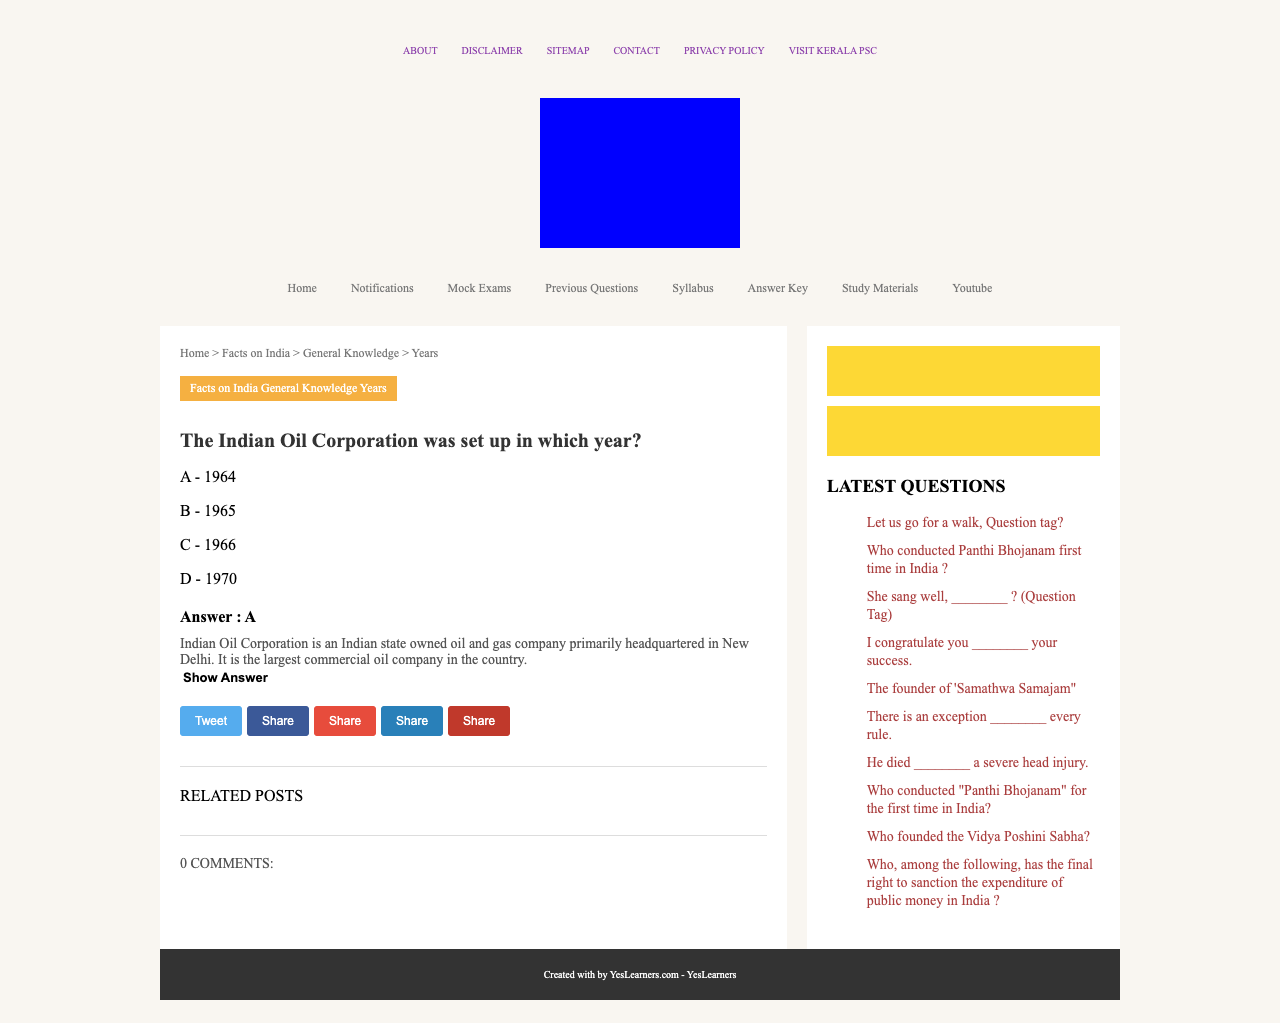 ABOUT DISCLAIMER SITEMAP CONTACT PRIVACY POLICY VISIT KERALA PSC
Home Notifications Mock Exams Previous Questions Syllabus Answer Key Study Materials Youtube
Home > Facts on India > General Knowledge > Years
Facts on India General Knowledge Years
The Indian Oil Corporation was set up in which year?
A - 1964
B - 1965
C - 1966
D - 1970
Answer : A
Indian Oil Corporation is an Indian state owned oil and gas company primarily headquartered in New
Delhi. It is the largest commercial oil company in the country.
Show Answer
Tweet Share Share Share Share
RELATED POSTS
0 COMMENTS:
LATEST QUESTIONS
Let us go for a walk, Question tag?
Who conducted Panthi Bhojanam first
time in India ?
She sang well, ________ ? (Question
Tag)
I congratulate you ________ your
success.
The founder of 'Samathwa Samajam"
There is an exception ________ every
rule.
He died ________ a severe head injury.
Who conducted "Panthi Bhojanam" for
the first time in India?
Who founded the Vidya Poshini Sabha?
Who, among the following, has the final
right to sanction the expenditure of
public money in India ?
Created with by YesLearners.com - YesLearners